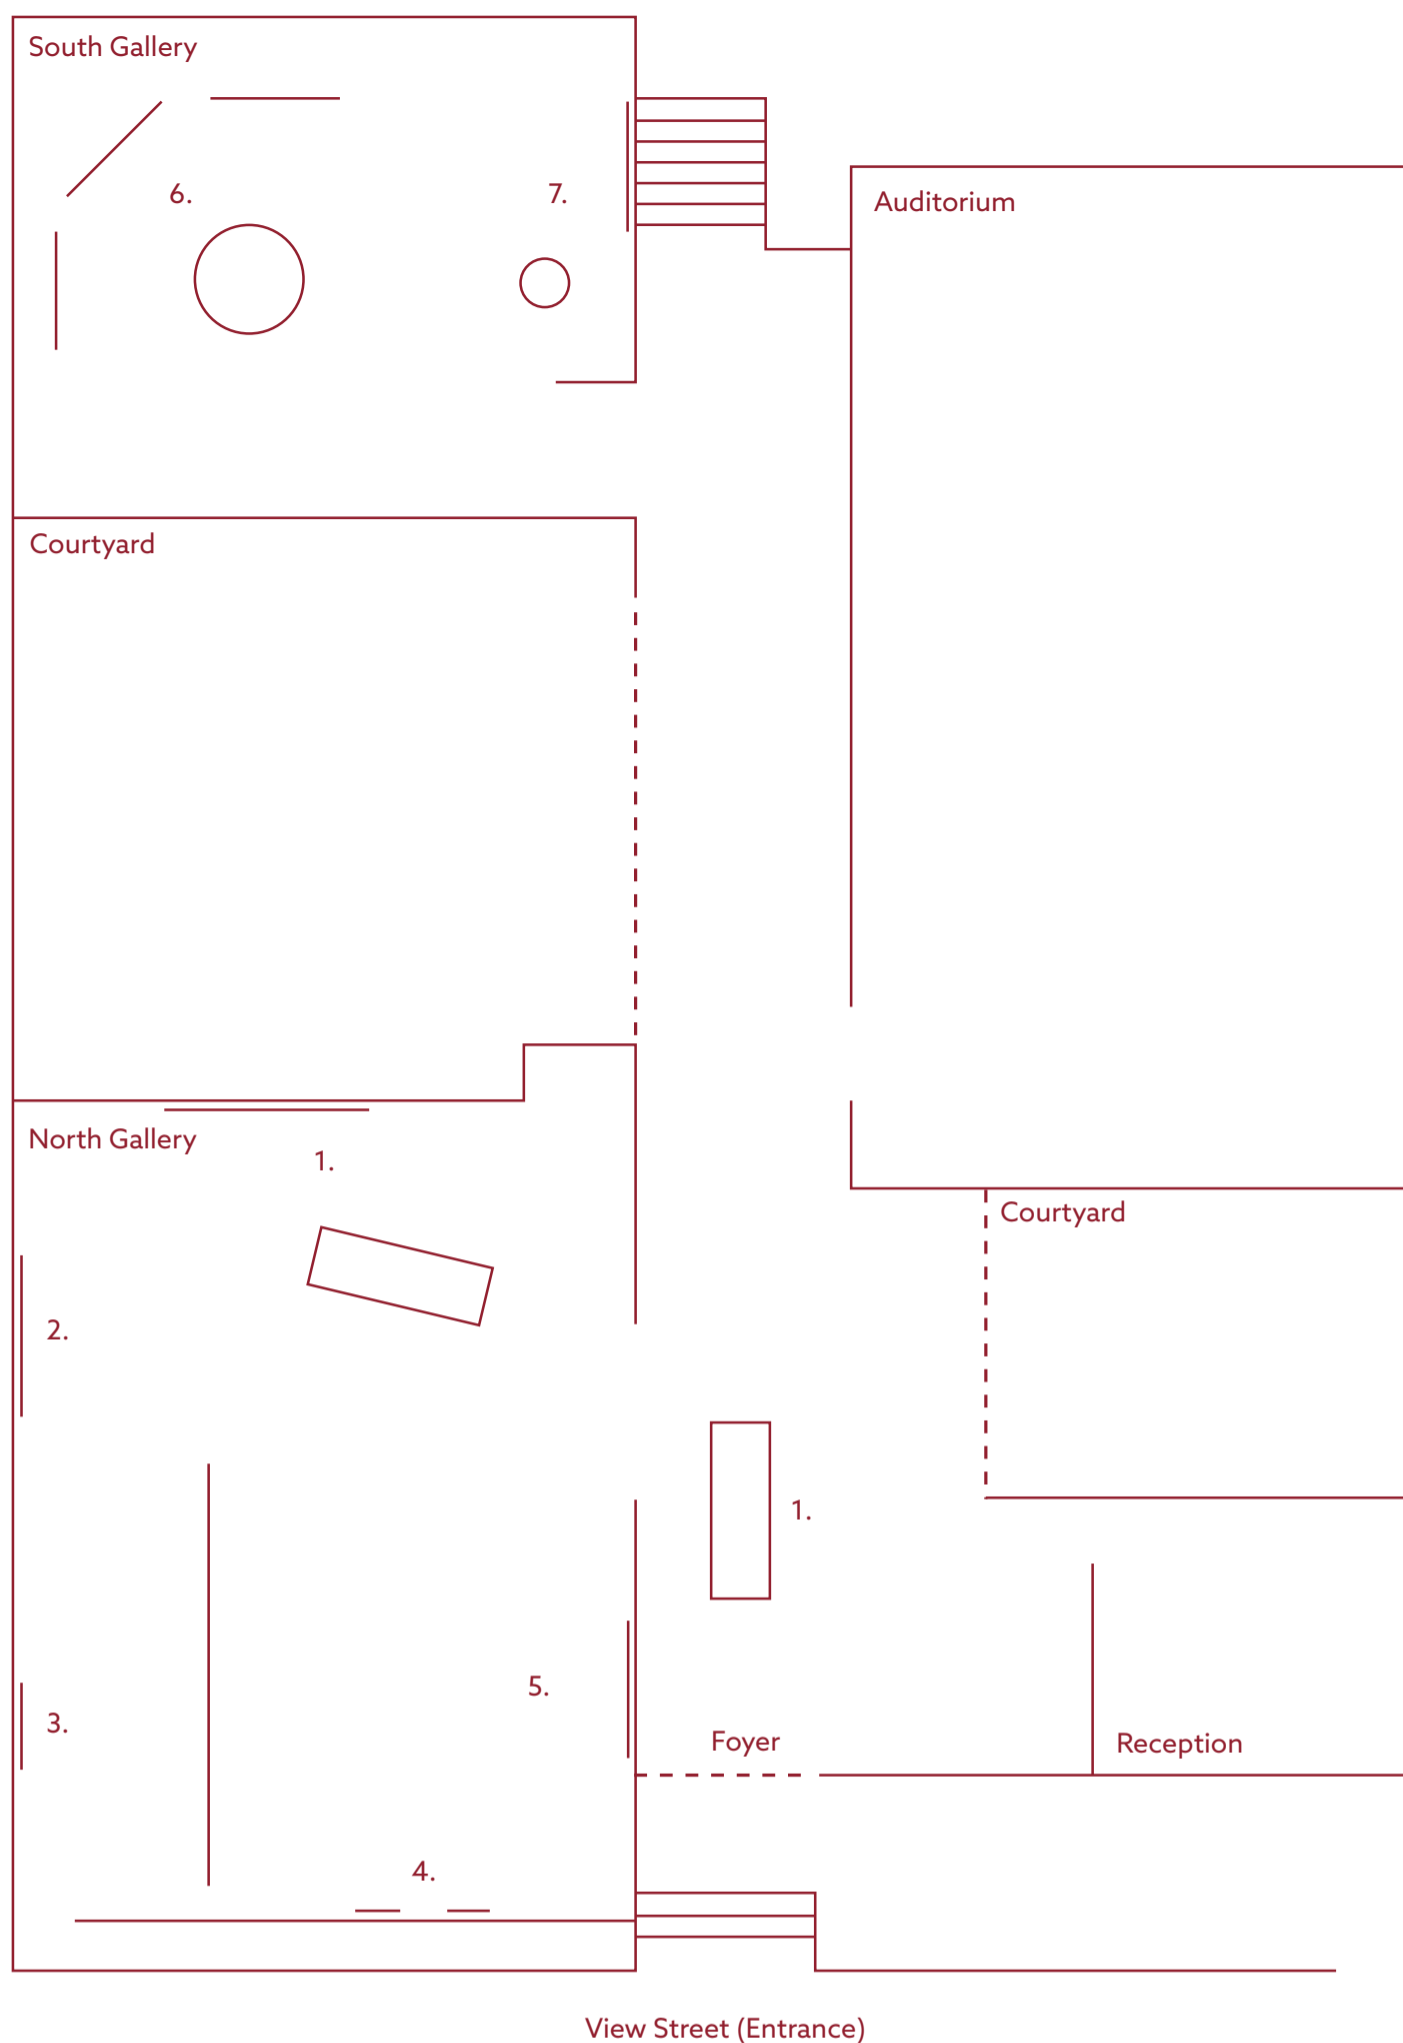 South Gallery
6.
7.
Auditorium
Courtyard
North Gallery
1.
Courtyard
2.
1.
5.
3.
Foyer
Reception
4.
View Street (Entrance)